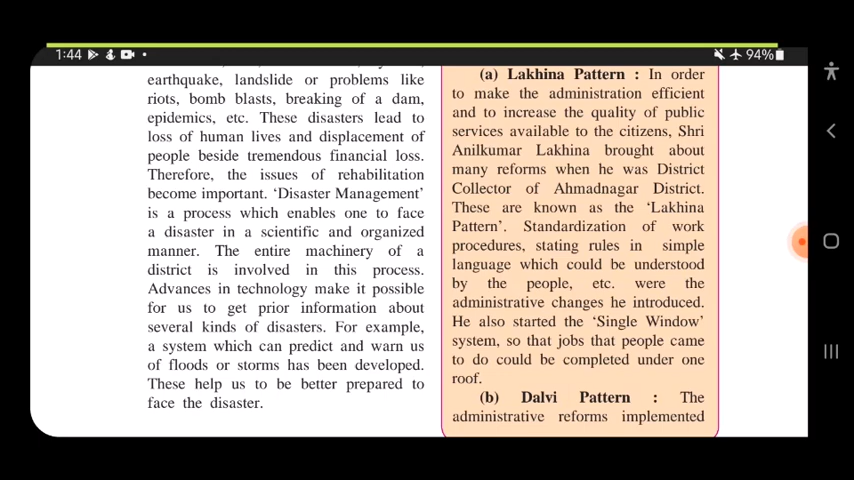 1:44
94%
earthquake, landslide or problems like
riots, bomb blasts, breaking of a dam,
epidemics, etc. These disasters lead to
loss of human lives and displacement of
people beside tremendous financial loss.
Therefore, the issues of rehabilitation
become important. ‘Disaster Management’
is a process which enables one to face
a disaster in a scientific and organized
manner. The entire machinery of a
district is involved in this process.
Advances in technology make it possible
for us to get prior information about
several kinds of disasters. For example,
a system which can predict and warn us
of floods or storms has been developed.
These help us to be better prepared to
face the disaster.
(a) Lakhina Pattern : In order
to make the administration efficient
and to increase the quality of public
services available to the citizens, Shri
Anilkumar Lakhina brought about
many reforms when he was District
Collector of Ahmadnagar District.
These are known as the ‘Lakhina
Pattern’. Standardization of work
procedures, stating rules in simple
language which could be understood
by the people, etc. were the
administrative changes he introduced.
He also started the ‘Single Window’
system, so that jobs that people came
to do could be completed under one
roof.
(b) Dalvi Pattern : The
administrative reforms implemented